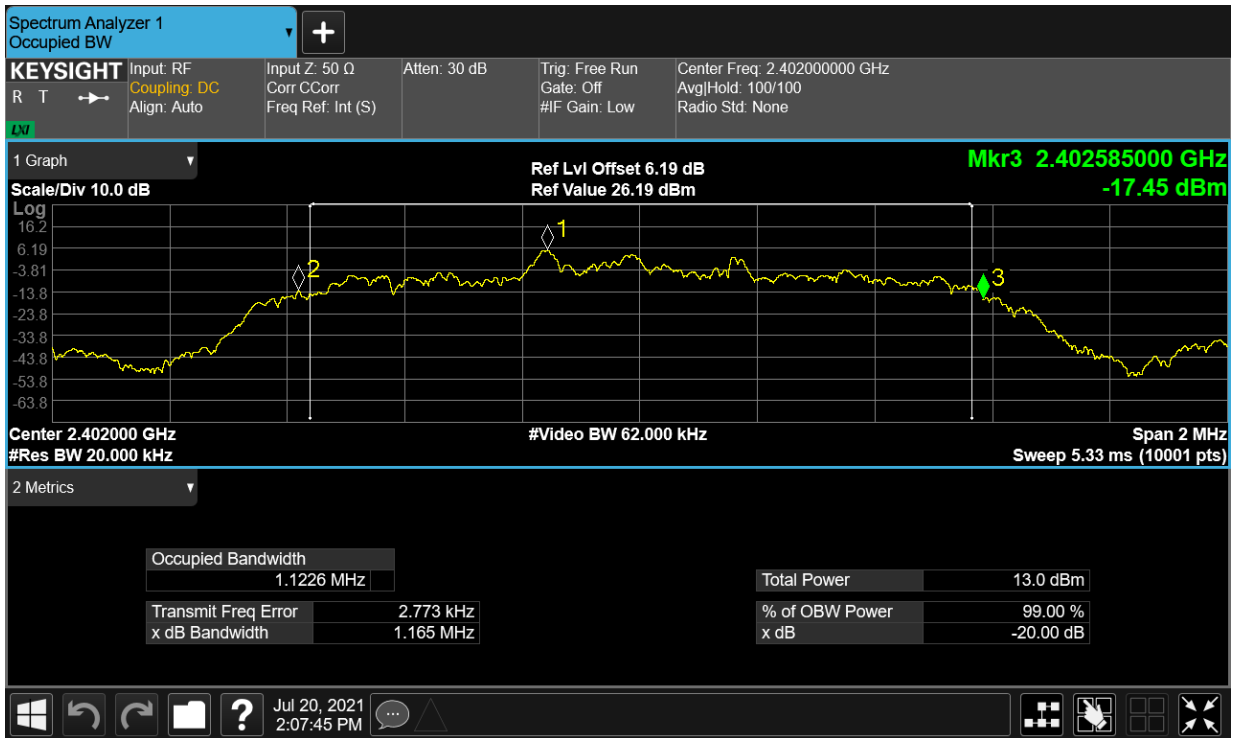 Spectrum Analyzer 1
Occupied BW
KEYSIGHT
R T
LXI
Input: RF
Coupling: DC
Align: Auto
Input Z: 50 Ω
Corr CCorr
Freq Ref: Int (S)
Atten: 30 dB
Trig: Free Run
Gate: Off
#IF Gain: Low
Center Freq: 2.402000000 GHz
Avg|Hold: 100/100
Radio Std: None
1 Graph
Scale/Div 10.0 dB
Ref Lvl Offset 6.19 dB
Ref Value 26.19 dBm
Mkr3 2.402585000 GHz
-17.45 dBm
Log
16.2
6.19
-3.81
-13.8
-23.8
-33.8
-43.8
-53.8
-63.8
1
2
3
Center 2.402000 GHz
#Video BW 62.000 kHz
Span 2 MHz
#Res BW 20.000 kHz
Sweep 5.33 ms (10001 pts)
2 Metrics
Occupied Bandwidth
1.1226 MHz
Transmit Freq Error 2.773 kHz
x dB Bandwidth 1.165 MHz
Total Power 13.0 dBm
% of OBW Power 99.00 %
x dB -20.00 dB
?
Jul 20, 2021
2:07:45 PM